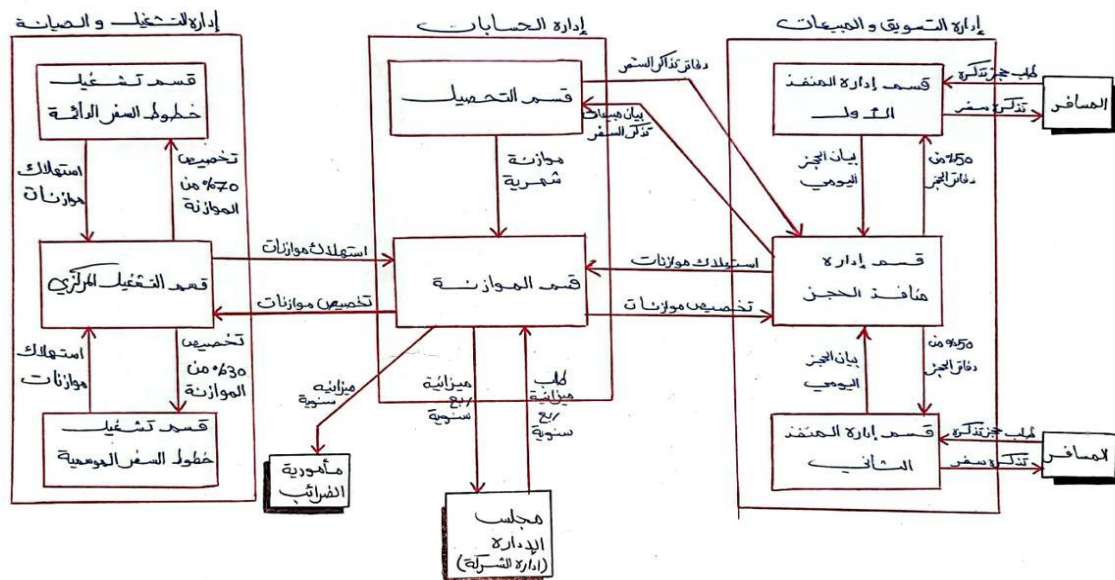 إدارة التسويق و المبيعات
إدارة الحسابات
إدارة التشغيل و الصيانة
قسم إدارة المنفذ
الأول
طلب حجز تذكرة
تذكرة سفر
المسافر
بيان الحجز
اليومي
%50 من
دفاتر الحجز
قسم إدارة
منافذ الحجز
بيان الحجز
اليومي
%50 من
دفاتر الحجز
قسم إدارة المنفذ
الثاني
طلب حجز تذكرة
تذكرة سفر
المسافر
دفاتر تذاكر السفر
بيان مبيعات
تذاكر السفر
قسم التحصيل
موازنة
شهرية
استهلاك موازنات
تخصيص موازنات
قسم الموازنة
استهلاك موازنات
تخصيص موازنات
طلب
ميزانية
ربع
سنوية
ميزانية
ربع
سنوية
ميزانيه
سنوية
مجلس
الإدارة
(ادارة الشركة)
مأمورية
الضرائب
قسم تشغيل
خطوط السفر الدائمة
تخصيص
%70 من
الموازنة
استهلاك
موازنات
قسم التشغيل المركزي
تخصيص
%30 من
الموازنة
استهلاك
موازنات
قسم تشغيل
خطوط السفر الموسمية